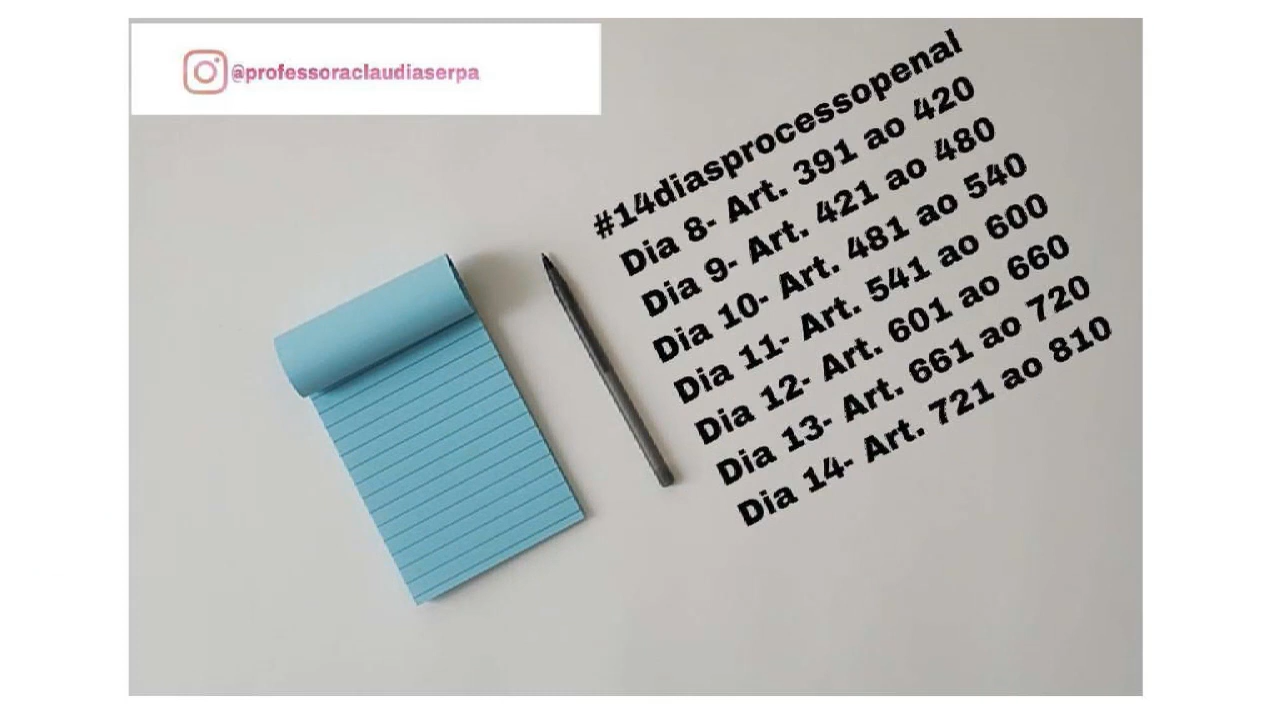 @professoraclaudiaserpa
#14diasprocessopenal
Dia 8- Art. 391 ao 420
Dia 9- Art. 421 ao 480
Dia 10- Art. 481 ao 540
Dia 11- Art. 541 ao 600
Dia 12- Art. 601 ao 660
Dia 13- Art. 661 ao 720
Dia 14- Art. 721 ao 810